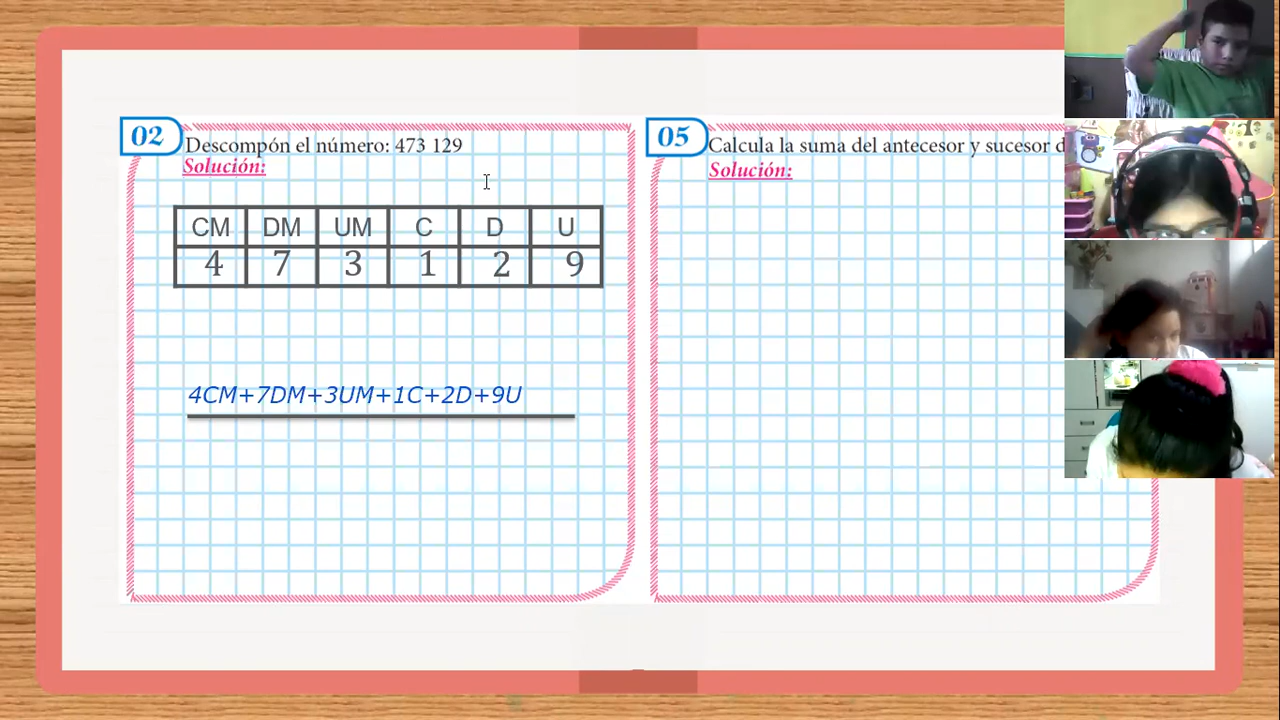 02
Descompón el número: 473 129
Solución:
CM DM UM C D U
4 7 3 1 2 9
4CM+7DM+3UM+1C+2D+9U
05
Calcula la suma del antecesor y sucesor d
Solución: